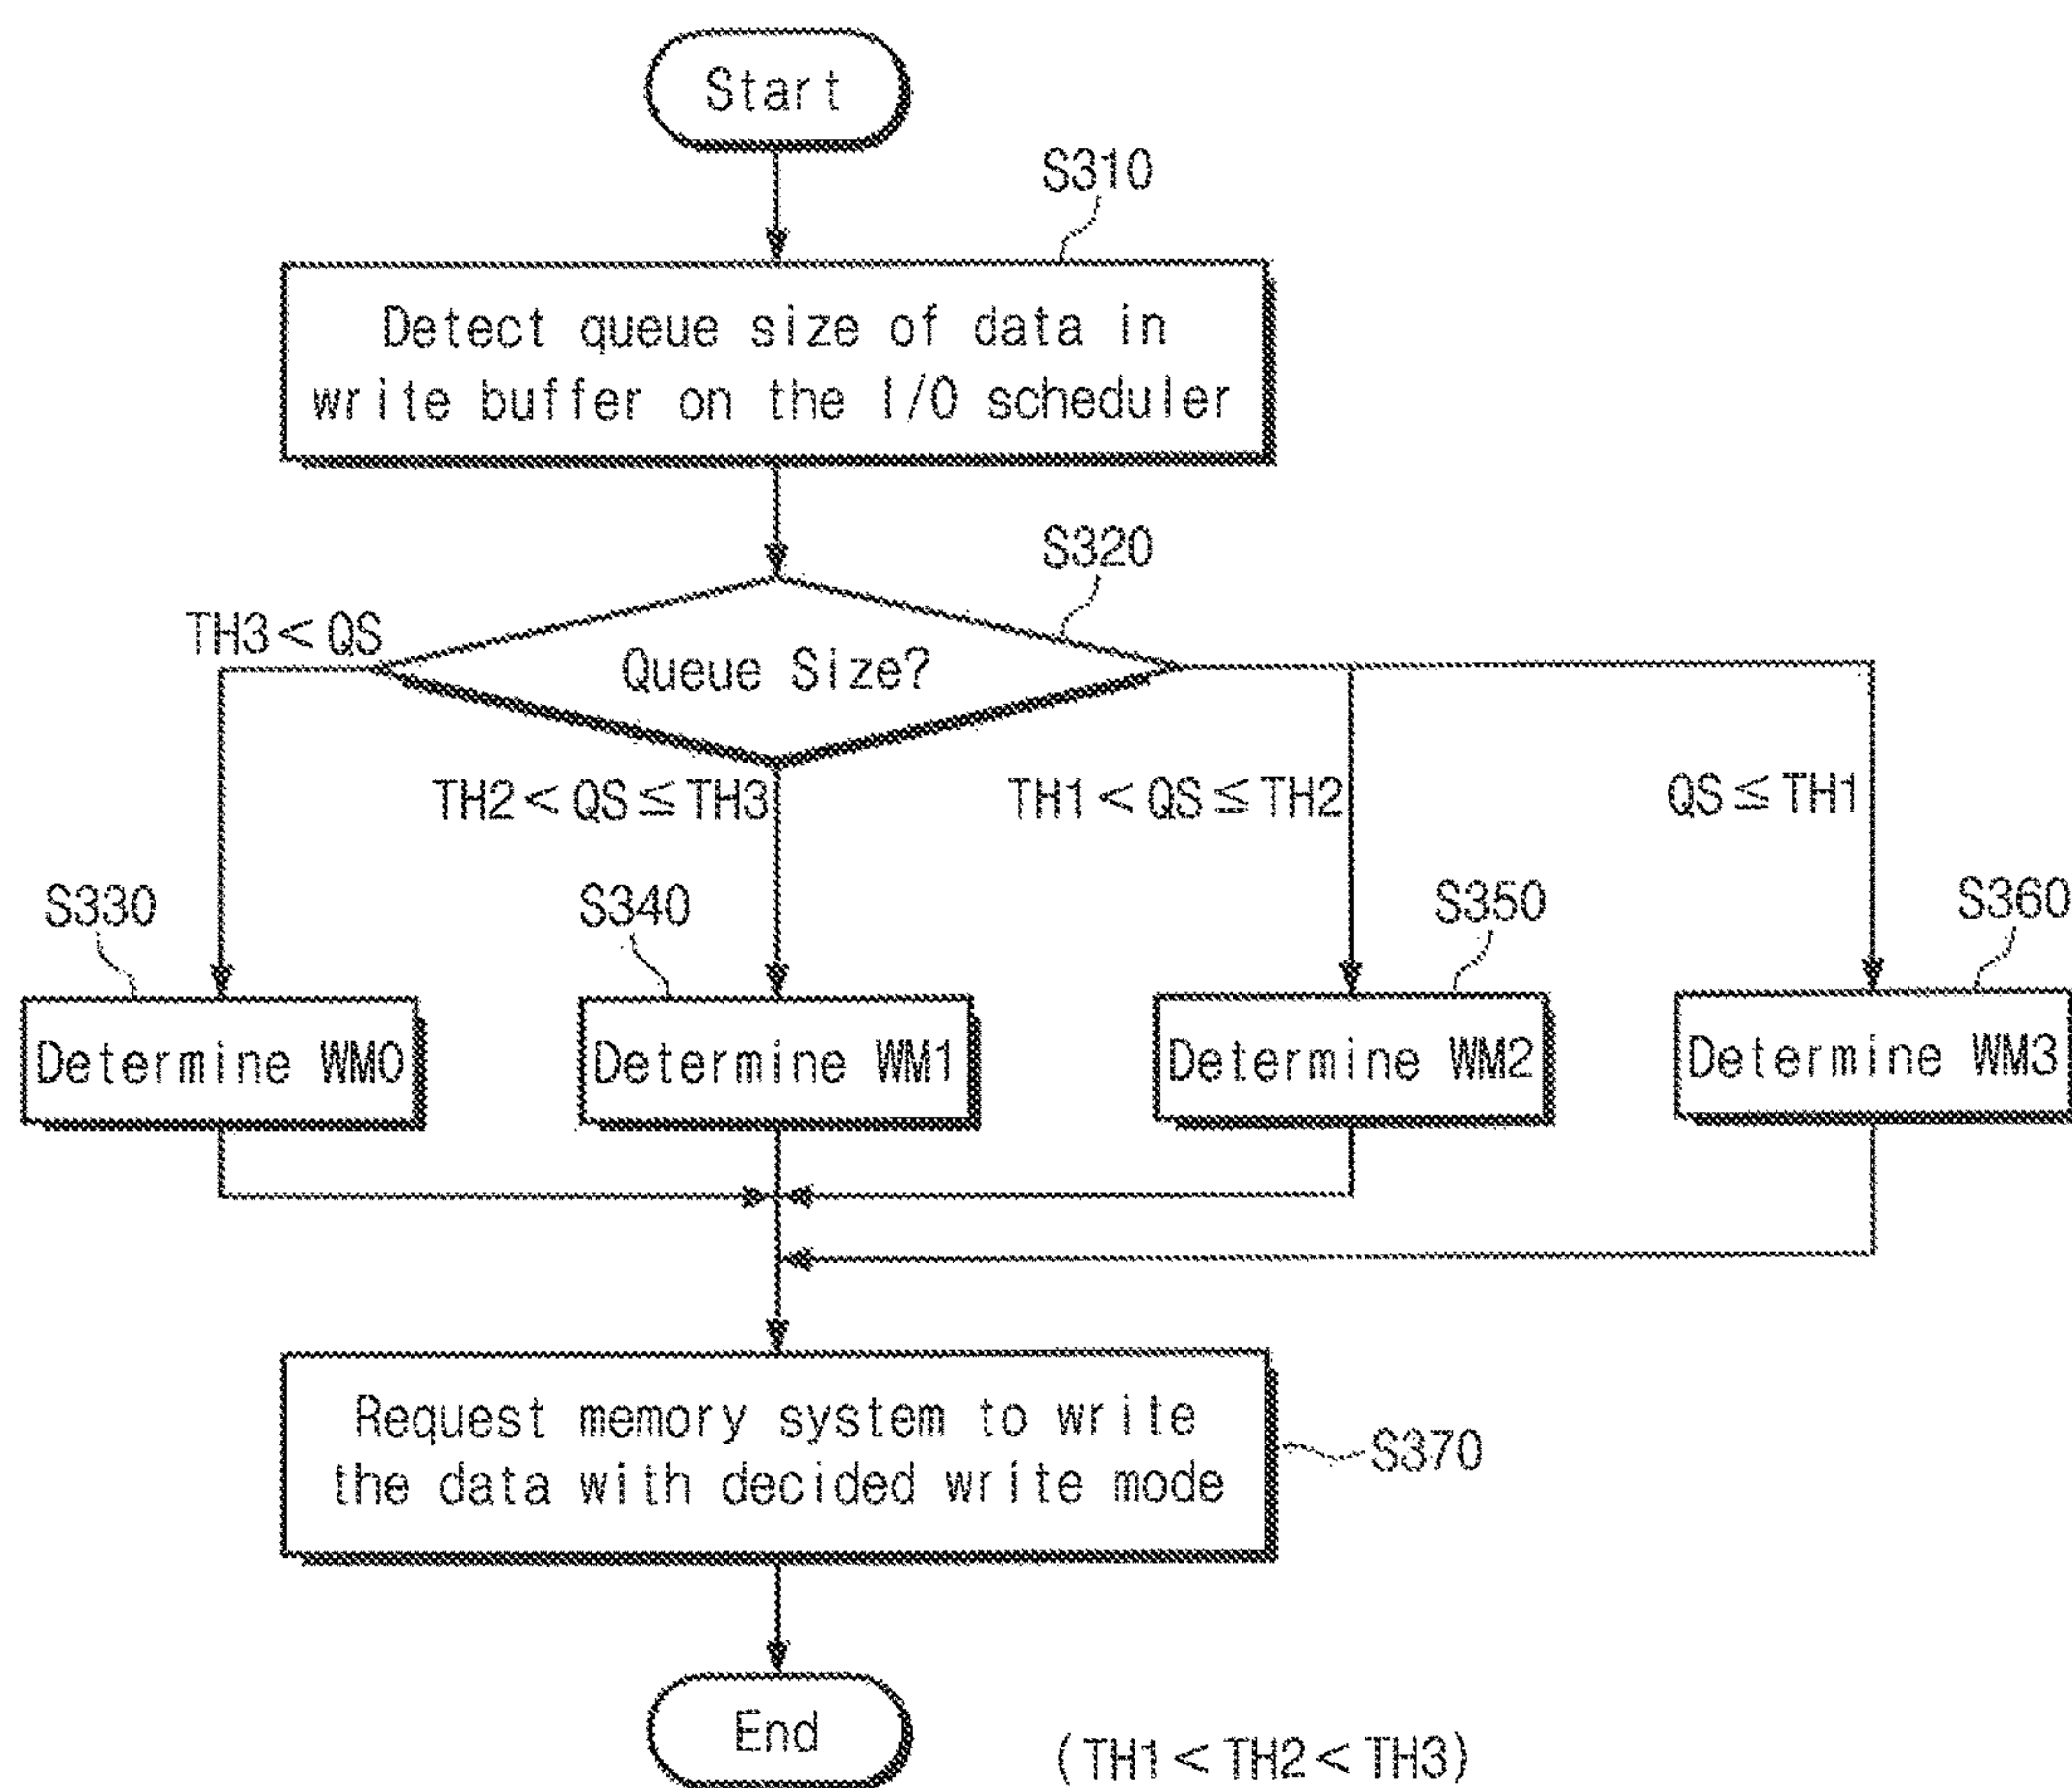 Start
S310
Detect queue size of data in
write buffer on the I/O scheduler
S320
TH3<QS
Queue Size?
TH2<QS≤TH3
TH1<QS≤TH2
QS≤TH1
S330
S340
S350
S360
Determine WM0
Determine WM1
Determine WM2
Determine WM3
Request memory system to write
the data with decided write mode
S370
End
(TH1<TH2<TH3)